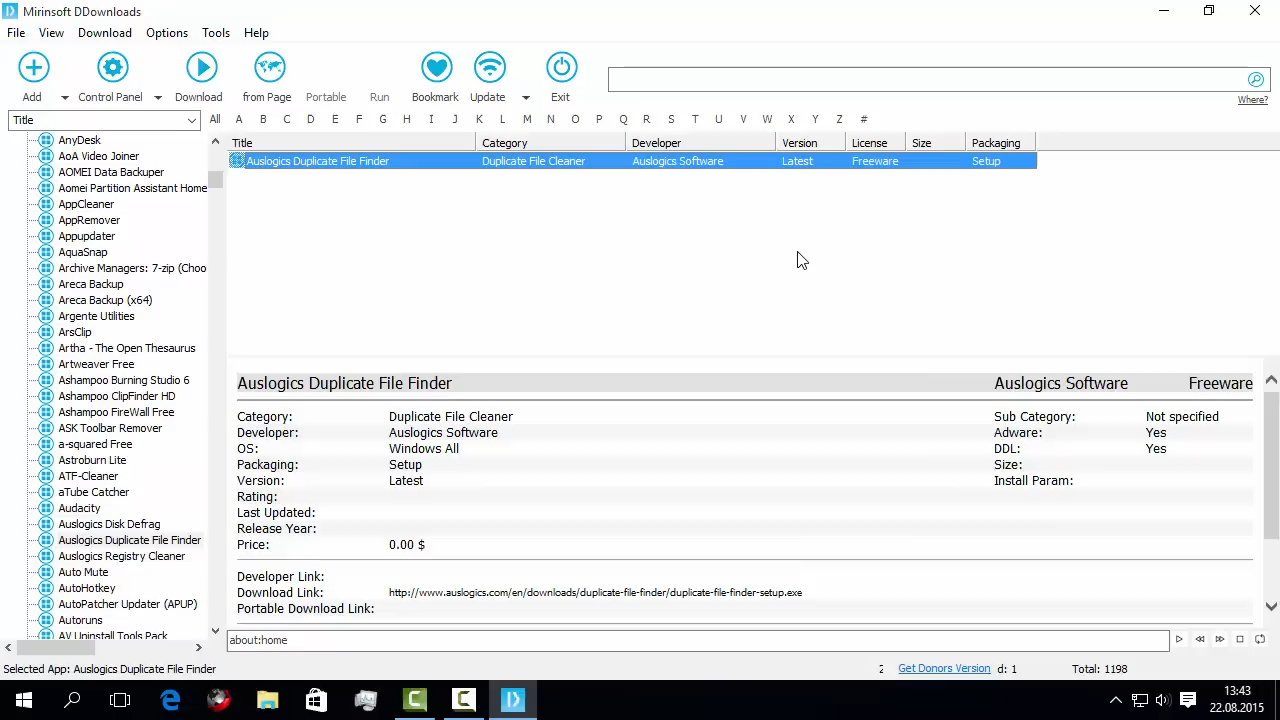 Mirinsoft DDownloads
File View Download Options Tools Help
Add Control Panel Download from Page Portable Run Bookmark Update Exit
Where?
Title
All A B C D E F G H I J K L M N O P Q R S T U V W X Y Z #
Title Category Developer Version License Size Packaging
Auslogics Duplicate File Finder Duplicate File Cleaner Auslogics Software Latest Freeware Setup
AnyDesk
AoA Video Joiner
AOMEI Data Backuper
Aomei Partition Assistant Home
AppCleaner
AppRemover
Appupdater
AquaSnap
Archive Managers: 7-zip (Choo
Areca Backup
Areca Backup (x64)
Argente Utilities
ArsClip
Artha - The Open Thesaurus
Artweaver Free
Ashampoo Burning Studio 6
Ashampoo ClipFinder HD
Ashampoo FireWall Free
ASK Toolbar Remover
a-squared Free
Astroburn Lite
ATF-Cleaner
aTube Catcher
Audacity
Auslogics Disk Defrag
Auslogics Duplicate File Finder
Auslogics Registry Cleaner
Auto Mute
AutoHotkey
AutoPatcher Updater (APUP)
Autoruns
AV Uninstall Tools Pack
Auslogics Duplicate File Finder Auslogics Software Freeware
Category: Duplicate File Cleaner Sub Category: Not specified
Developer: Auslogics Software Adware: Yes
OS: Windows All DDL: Yes
Packaging: Setup Size:
Version: Latest Install Param:
Rating:
Last Updated:
Release Year:
Price: 0.00 $
Developer Link:
Download Link: http://www.auslogics.com/en/downloads/duplicate-file-finder/duplicate-file-finder-setup.exe
Portable Download Link:
about:home
Selected App: Auslogics Duplicate File Finder 2 Get Donors Version d: 1 Total: 1198
13:43
22.08.2015